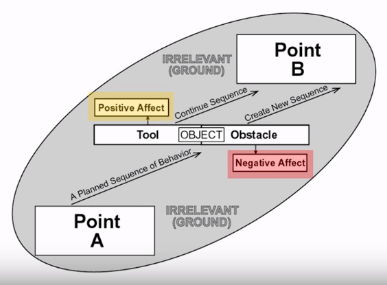 IRRELEVANT
(GROUND)
Point
B
Positive Affect
Continue Sequence
Create New Sequence
Tool
OBJECT
Obstacle
Negative Affect
A Planned Sequence of Behavior
Point
A
IRRELEVANT
(GROUND)